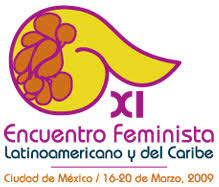 XI
Encuentro Feminista
Latinoamericano y del Caribe
Ciudad de México / 16-20 de Marzo, 2009